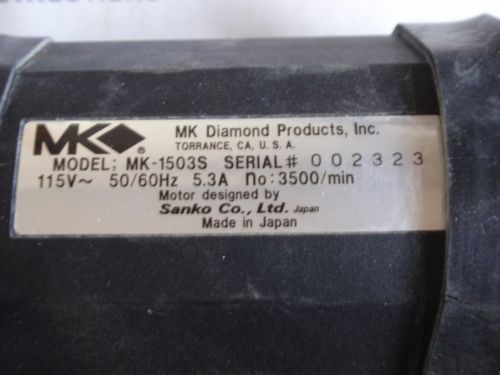 MK® MK Diamond Products, Inc.
TORRANCE, CA, U. S. A.
MODEL; MK-1503S SERIAL# 002323
115V~ 50/60Hz 5.3A no:3500/min
Motor designed by
Sanko Co., Ltd. Japan
Made in Japan